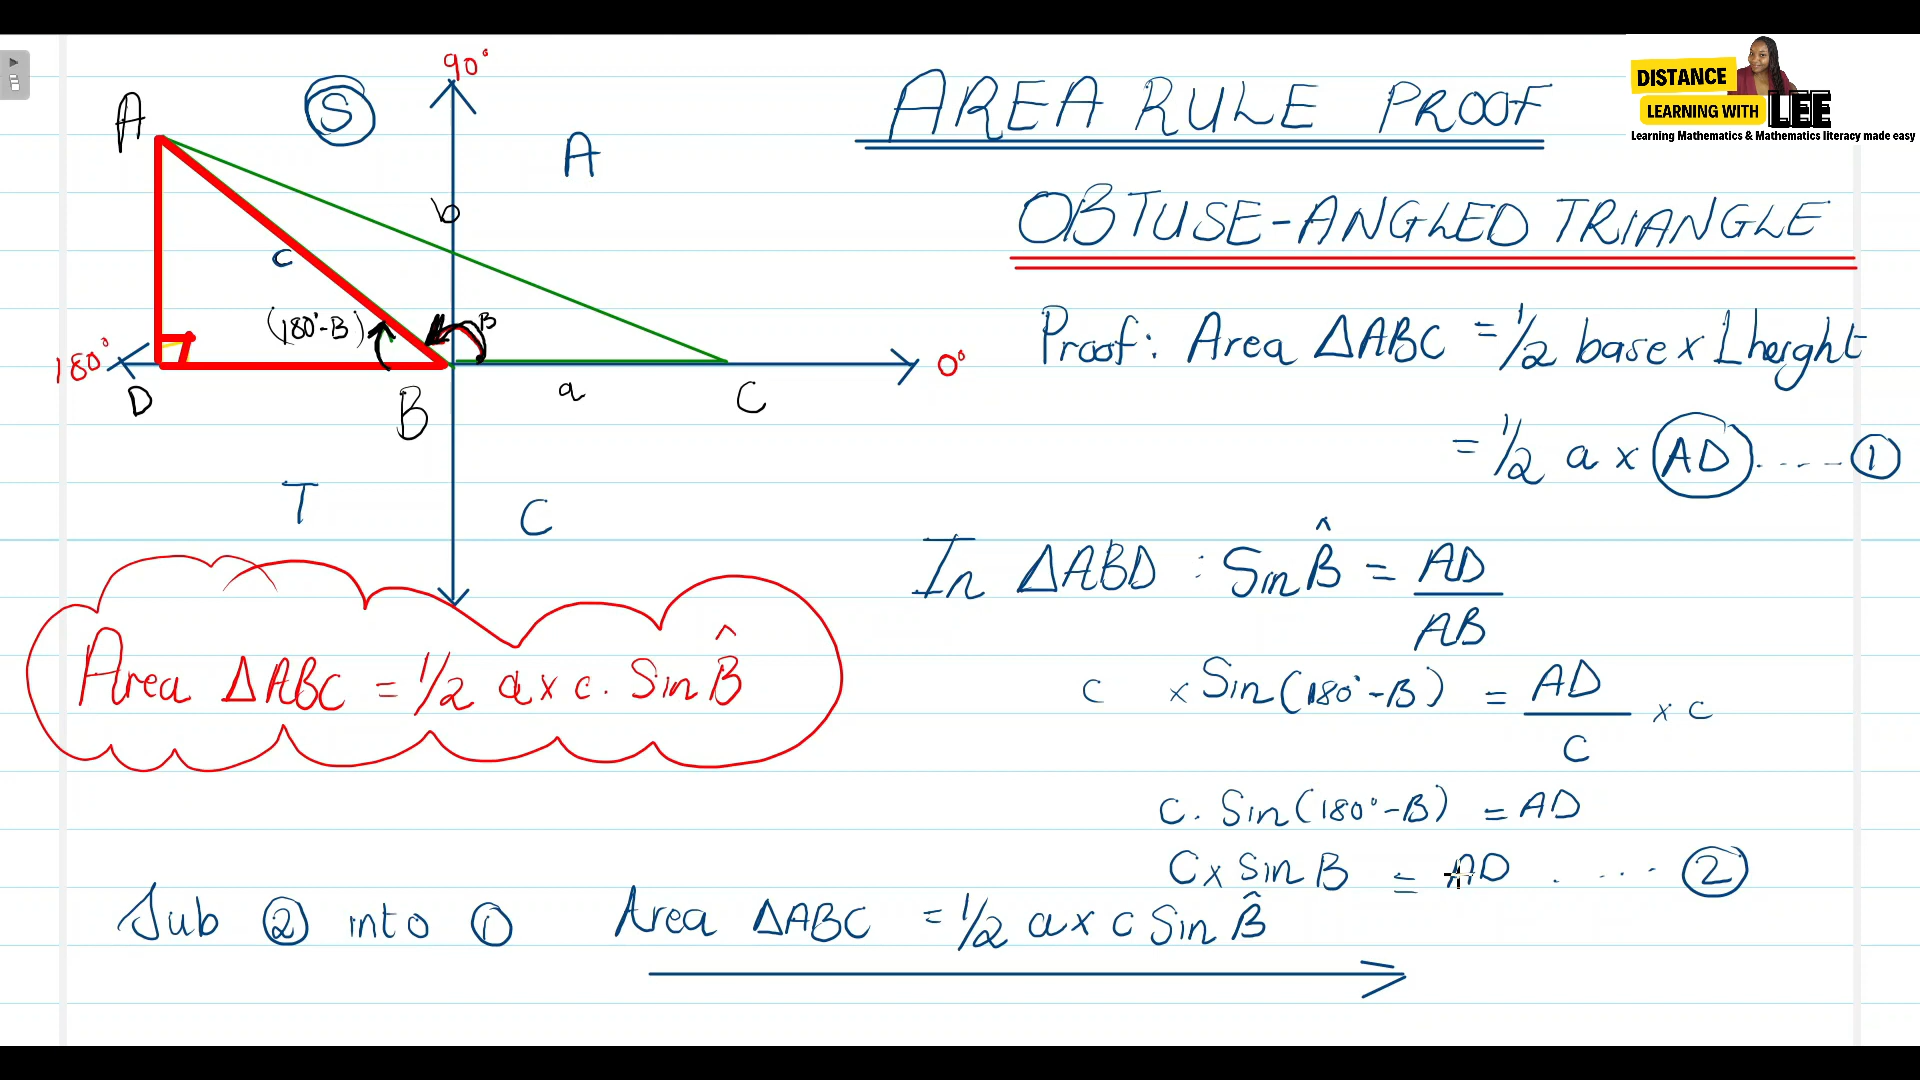 AREA RULE PROOF
OBTUSE-ANGLED TRIANGLE
DISTANCE
LEARNING WITH LEE
Learning Mathematics & Mathematics literacy made easy
90°
A
S
A
b
c
(180°-B)
B
180°
0°
D
B
a
C
T
C
Proof: Area ΔABC = 1/2 base x ⊥height
= 1/2 a x AD ..... ①
In ΔABD : Sin B̂ = AD/AB
c x Sin(180°-B) = AD/C x c
c. Sin(180°-B) = AD
C x Sin B = AD ..... ②
Area ΔABC = 1/2 a x c. Sin B̂
Sub ② into ① Area ΔABC = 1/2 a x c Sin B̂